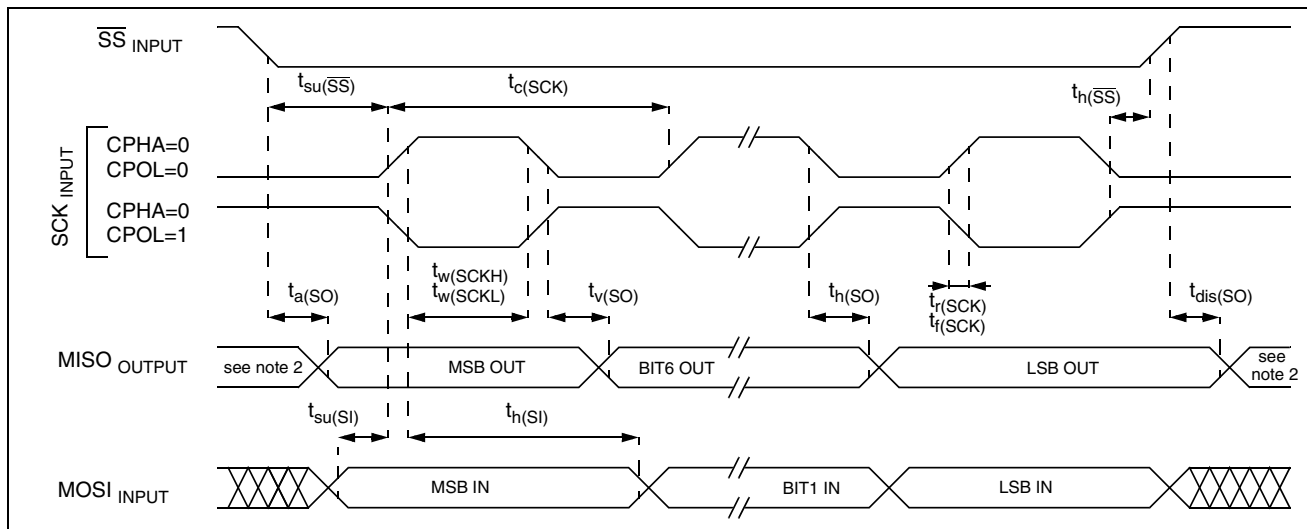 SS INPUT
tsu(SS)
tc(SCK)
th(SS)
SCK INPUT
CPHA=0
CPOL=0
CPHA=0
CPOL=1
ta(SO)
tw(SCKH)
tw(SCKL)
tv(SO)
th(SO)
tr(SCK)
tf(SCK)
tdis(SO)
MISO OUTPUT
see note 2
MSB OUT
BIT6 OUT
LSB OUT
see
note 2
tsu(SI)
th(SI)
MOSI INPUT
MSB IN
BIT1 IN
LSB IN